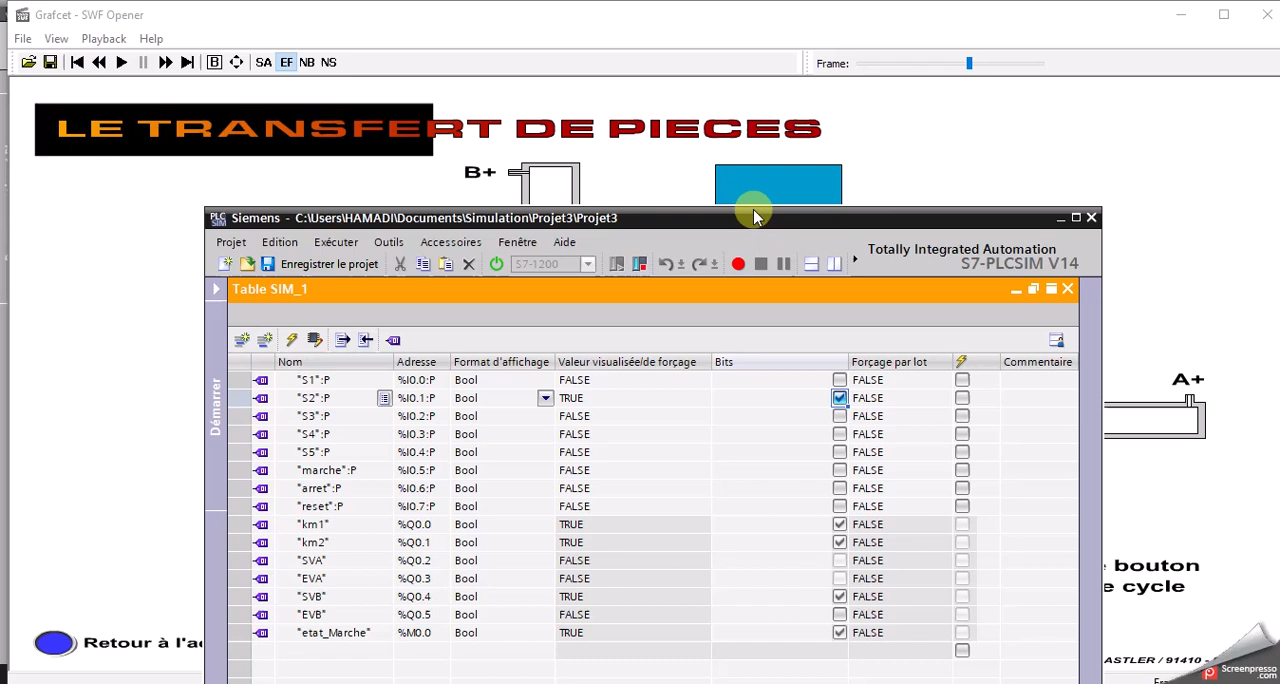 Grafcet - SWF Opener
File View Playback Help
B SA EF NB NS Frame:
LE TRANSFERT DE PIECES
B+
PLC SIM Siemens - C:\Users\HAMADI\Documents\Simulation\Projet3\Projet3
Projet Edition Exécuter Outils Accessoires Fenêtre Aide
Totally Integrated Automation
S7-PLCSIM V14
Enregistrer le projet S7-1200
Table SIM_1
Démarrer
Nom Adresse Format d'affichage Valeur visualisée/de forçage Bits Forçage par lot Commentaire
"S1":P %I0.0:P Bool FALSE FALSE
"S2":P %I0.1:P Bool TRUE FALSE
"S3":P %I0.2:P Bool FALSE FALSE
"S4":P %I0.3:P Bool FALSE FALSE
"S5":P %I0.4:P Bool FALSE FALSE
"marche":P %I0.5:P Bool FALSE FALSE
"arret":P %I0.6:P Bool FALSE FALSE
"reset":P %I0.7:P Bool FALSE FALSE
"km1" %Q0.0 Bool TRUE FALSE
"km2" %Q0.1 Bool TRUE FALSE
"SVA" %Q0.2 Bool FALSE FALSE
"EVA" %Q0.3 Bool FALSE FALSE
"SVB" %Q0.4 Bool TRUE FALSE
"EVB" %Q0.5 Bool FALSE FALSE
"etat_Marche" %M0.0 Bool TRUE FALSE
A+
bouton
cycle
Retour à l'a
ASTLER / 91410 -
Screenpresso
.com